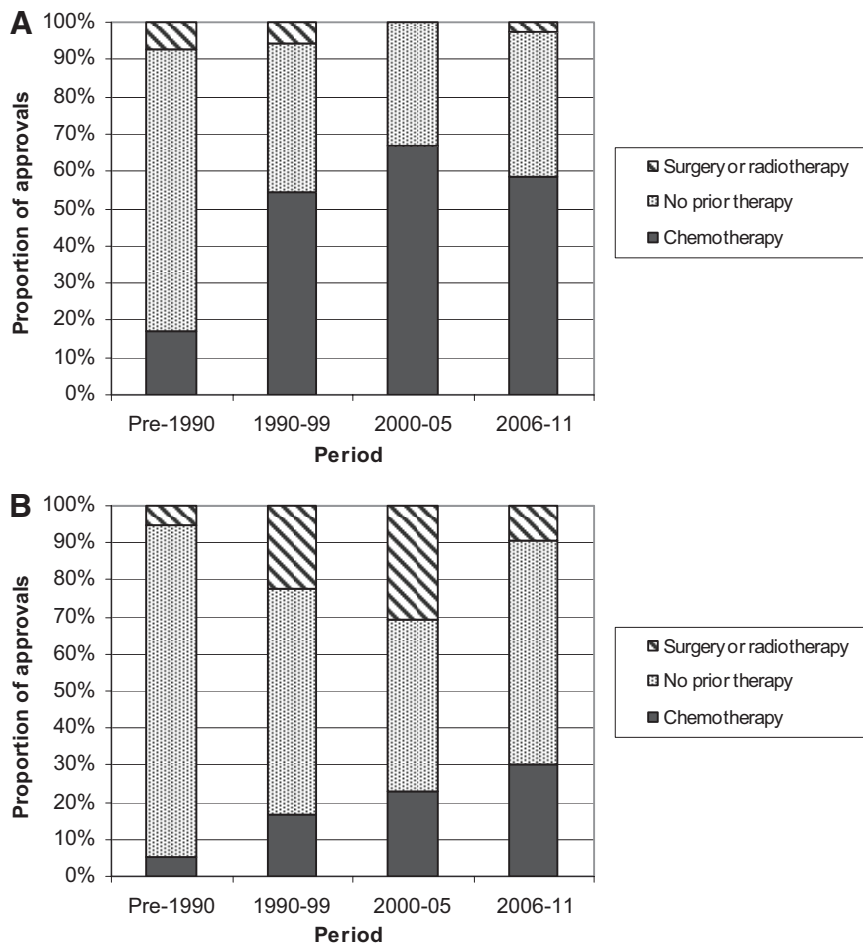 A
100%
90%
80%
70%
60%
50%
40%
30%
20%
10%
0%
Proportion of approvals
Pre-1990 1990-99 2000-05 2006-11
Period
Surgery or radiotherapy
No prior therapy
Chemotherapy
B
100%
90%
80%
70%
60%
50%
40%
30%
20%
10%
0%
Proportion of approvals
Pre-1990 1990-99 2000-05 2006-11
Period
Surgery or radiotherapy
No prior therapy
Chemotherapy